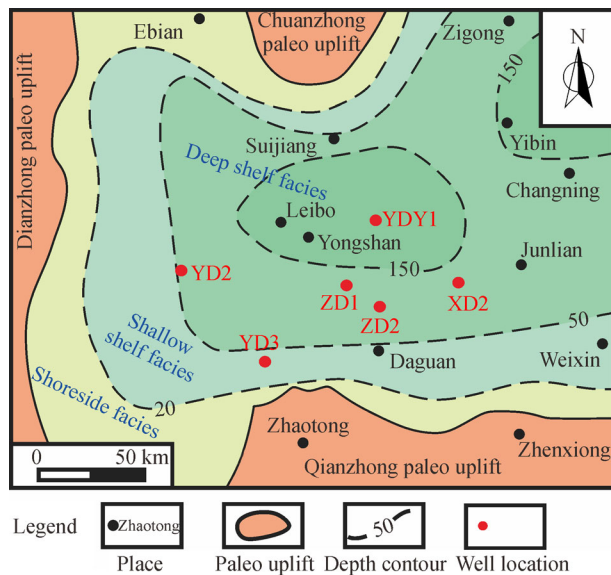 Ebian
Chuanzhong
paleo uplift
Zigong
N
150
Dianzhong paleo uplift
Suijiang
Yibin
Deep shelf facies
Changning
Leibo
YDY1
Yongshan
Junlian
YD2
150
ZD1
XD2
ZD2
50
Shallow
shelf facies
YD3
Daguan
Weixin
Shoreside facies
20
Zhaotong
Zhenxiong
0 50 km
Qianzhong paleo uplift
Legend
Zhaotong
50
Place
Paleo uplift
Depth contour
Well location